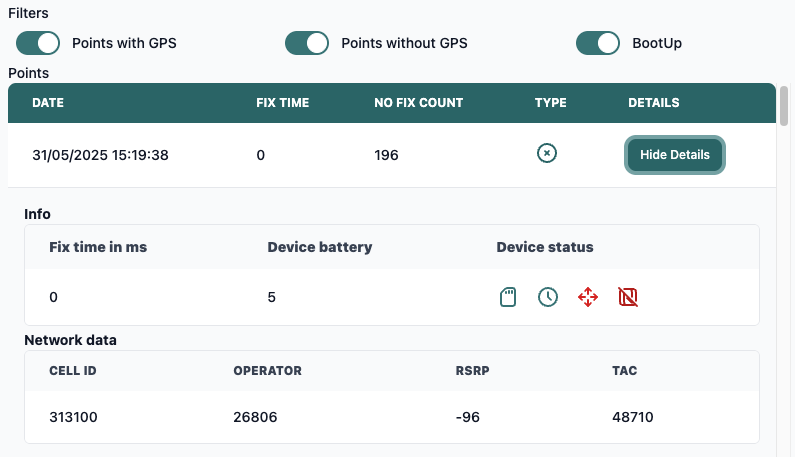 Filters
Points with GPS Points without GPS BootUp
Points
DATE FIX TIME NO FIX COUNT TYPE DETAILS
31/05/2025 15:19:38 0 196 Hide Details
Info
Fix time in ms Device battery Device status
0 5
Network data
CELL ID OPERATOR RSRP TAC
313100 26806 -96 48710